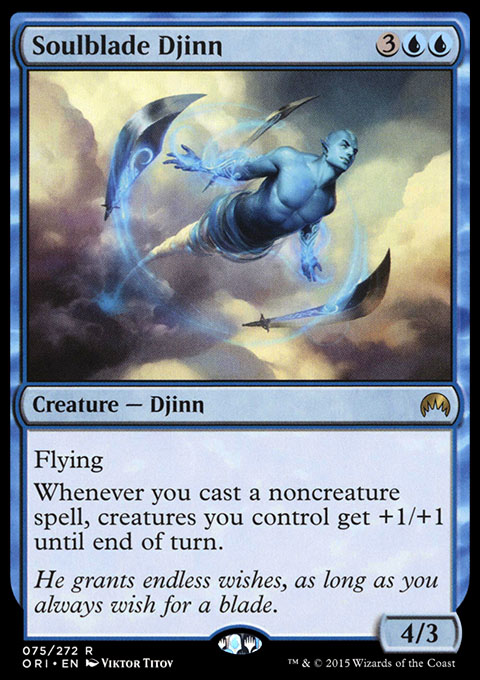 Soulblade Djinn 3
Creature — Djinn
Flying
Whenever you cast a noncreature
spell, creatures you control get +1/+1
until end of turn.
He grants endless wishes, as long as you
always wish for a blade.
4/3
075/272 R
ORI • EN Viktor Titov
™ & © 2015 Wizards of the Coast